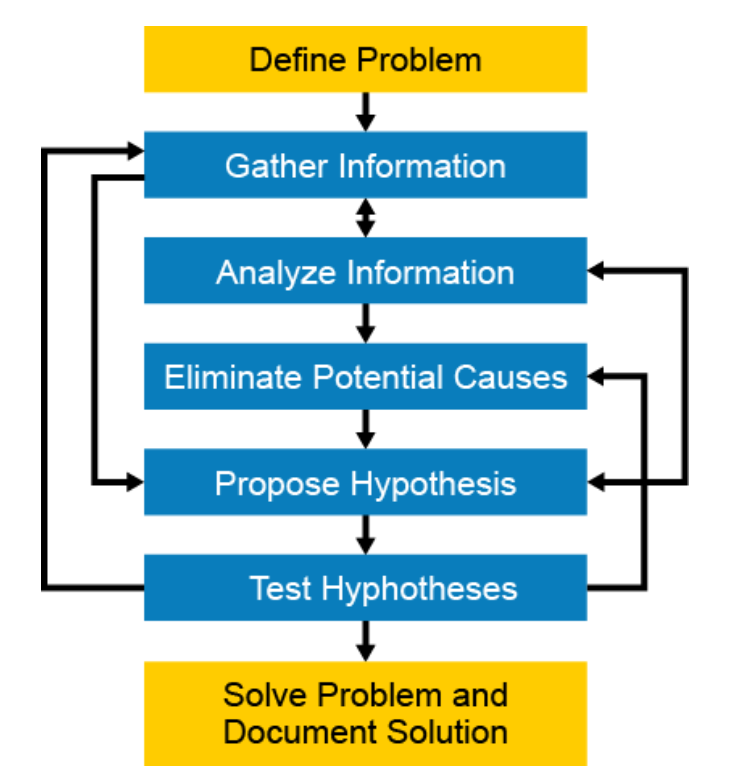 Define Problem
Gather Information
Analyze Information
Eliminate Potential Causes
Propose Hypothesis
Test Hyphotheses
Solve Problem and
Document Solution